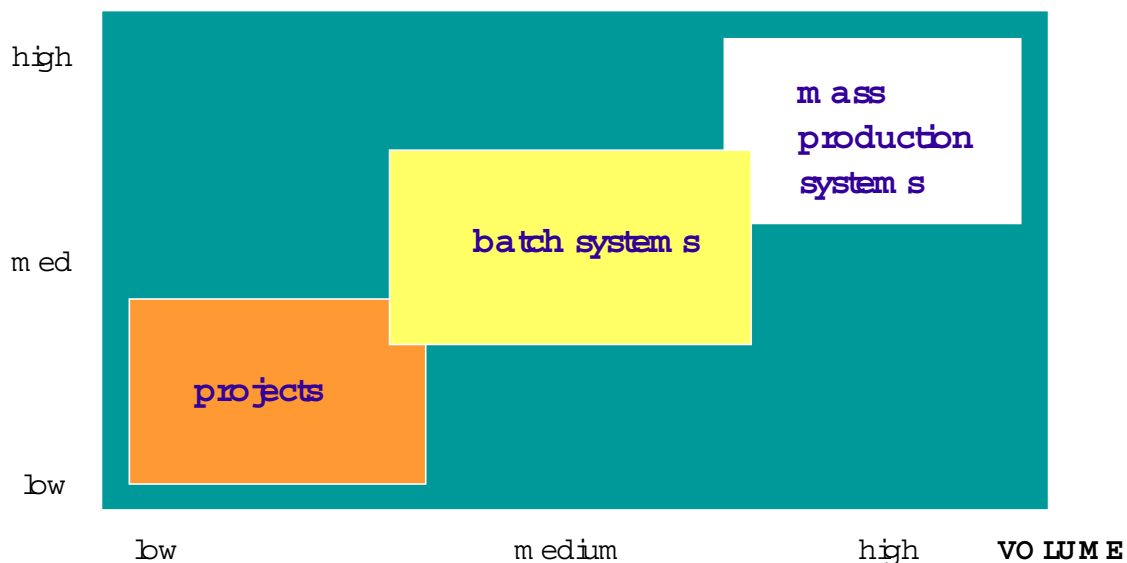 high
mass
production
systems
batch systems
med
projects
low
low medium high VOLUME